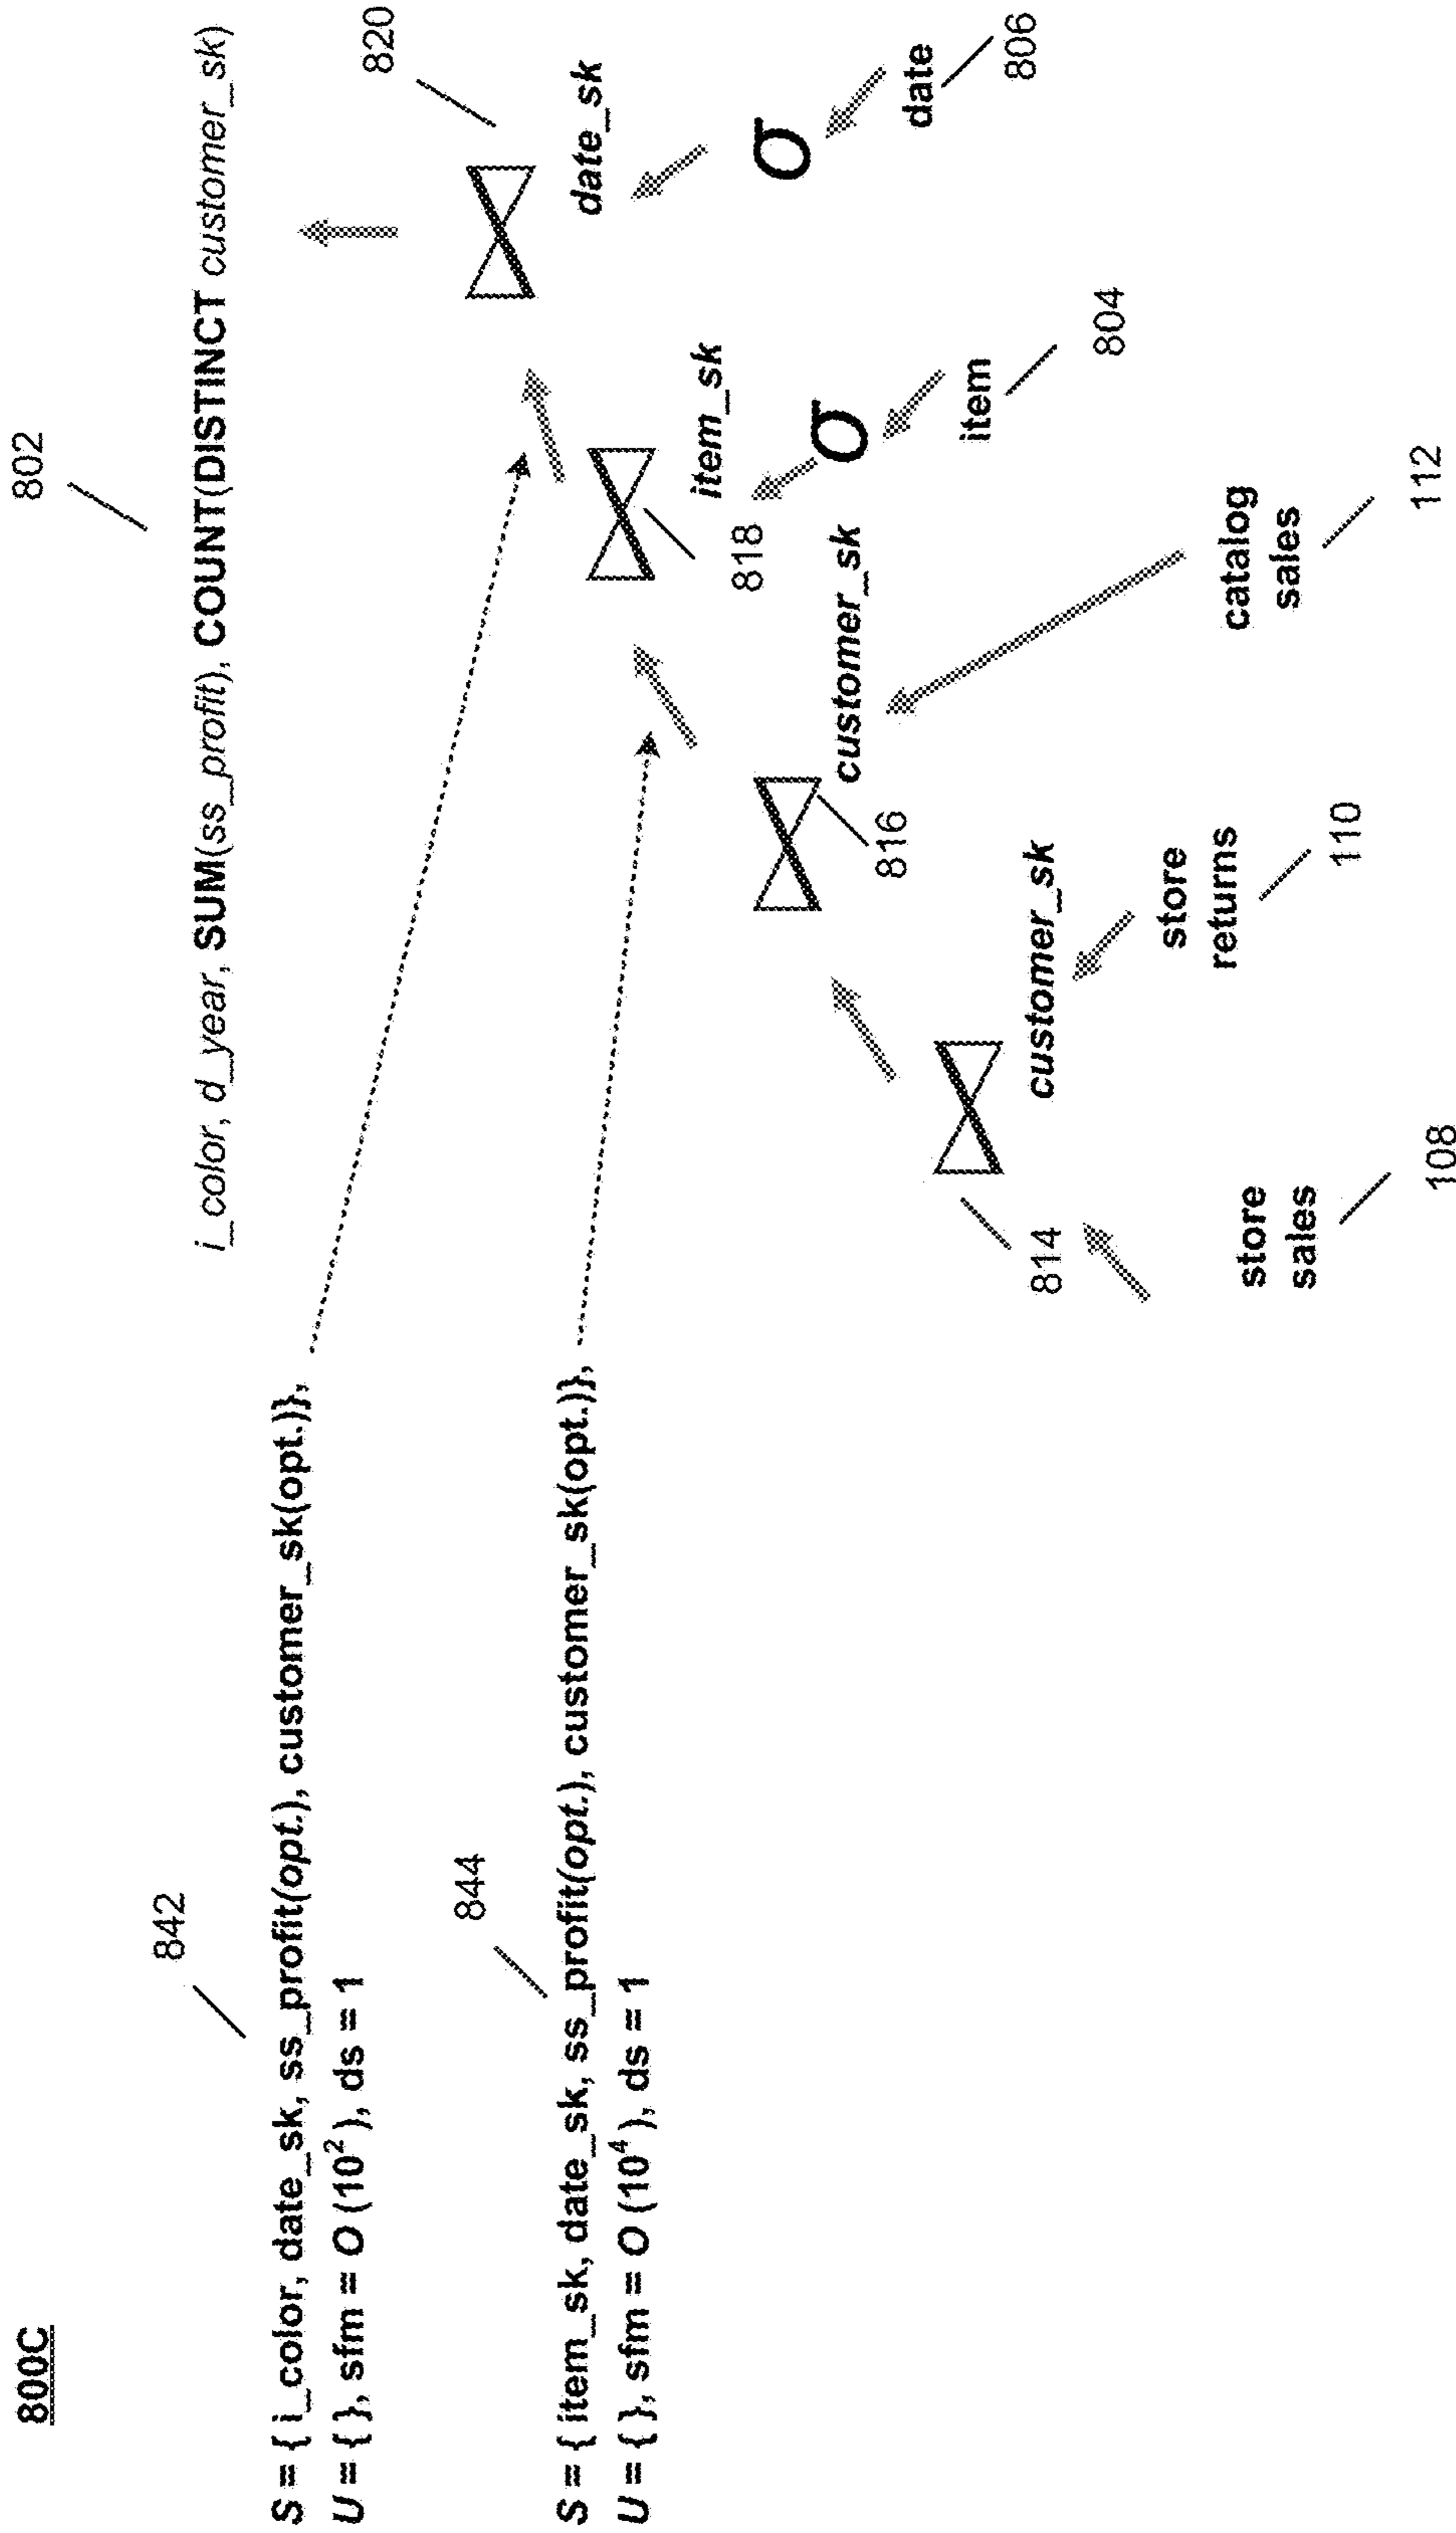 800C
802
i_color, d_year, SUM(ss_profit), COUNT(DISTINCT customer_sk)
842
S = { i_color, date_sk, ss_profit(opt.), customer_sk(opt.)},
U = { }, sfm = O (10²), ds = 1
820
date_sk
σ
date
806
844
S = { item_sk, date_sk, ss_profit(opt.), customer_sk(opt.)},
U = { }, sfm = O (10⁴), ds = 1
818
item_sk
σ
item
804
816
customer_sk
catalog
sales
112
814
customer_sk
store
returns
110
store
sales
108